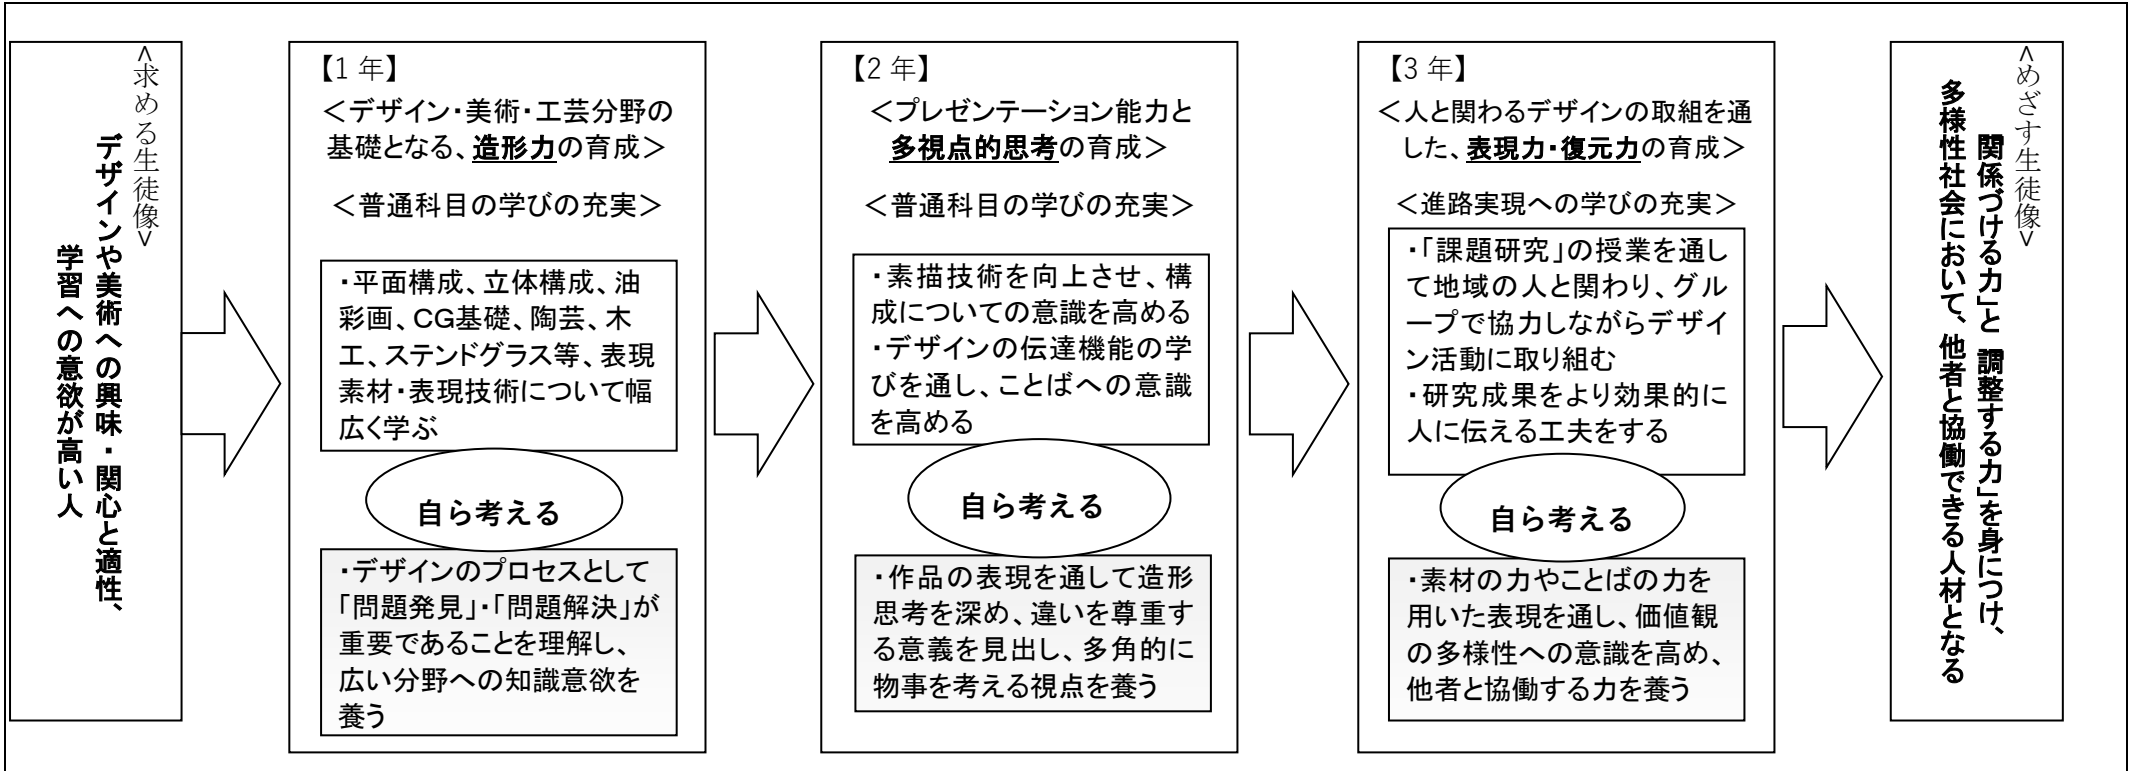 <求める生徒像>
デザインや美術への興味・関心と適性、
学習への意欲が高い人
【1 年】
＜デザイン・美術・工芸分野の
基礎となる、造形力の育成＞
＜普通科目の学びの充実＞
・平面構成、立体構成、油
彩画、CG基礎、陶芸、木
工、ステンドグラス等、表現
素材・表現技術について幅
広く学ぶ
自ら考える
・デザインのプロセスとして
「問題発見」・「問題解決」が
重要であることを理解し、
広い分野への知識意欲を
養う
【2 年】
＜プレゼンテーション能力と
多視点的思考の育成＞
＜普通科目の学びの充実＞
・素描技術を向上させ、構
成についての意識を高める
・デザインの伝達機能の学
びを通し、ことばへの意識
を高める
自ら考える
・作品の表現を通して造形
思考を深め、違いを尊重す
る意義を見出し、多角的に
物事を考える視点を養う
【3 年】
＜人と関わるデザインの取組を通
した、表現力・復元力の育成＞
＜進路実現への学びの充実＞
・「課題研究」の授業を通し
て地域の人と関わり、グル
ープで協力しながらデザイ
ン活動に取り組む
・研究成果をより効果的に
人に伝える工夫をする
自ら考える
・素材の力やことばの力を
用いた表現を通し、価値観
の多様性への意識を高め、
他者と協働する力を養う
<めざす生徒像>
関係づける力」と 調整する力」を身につけ、
多様性社会において、他者と協働できる人材となる